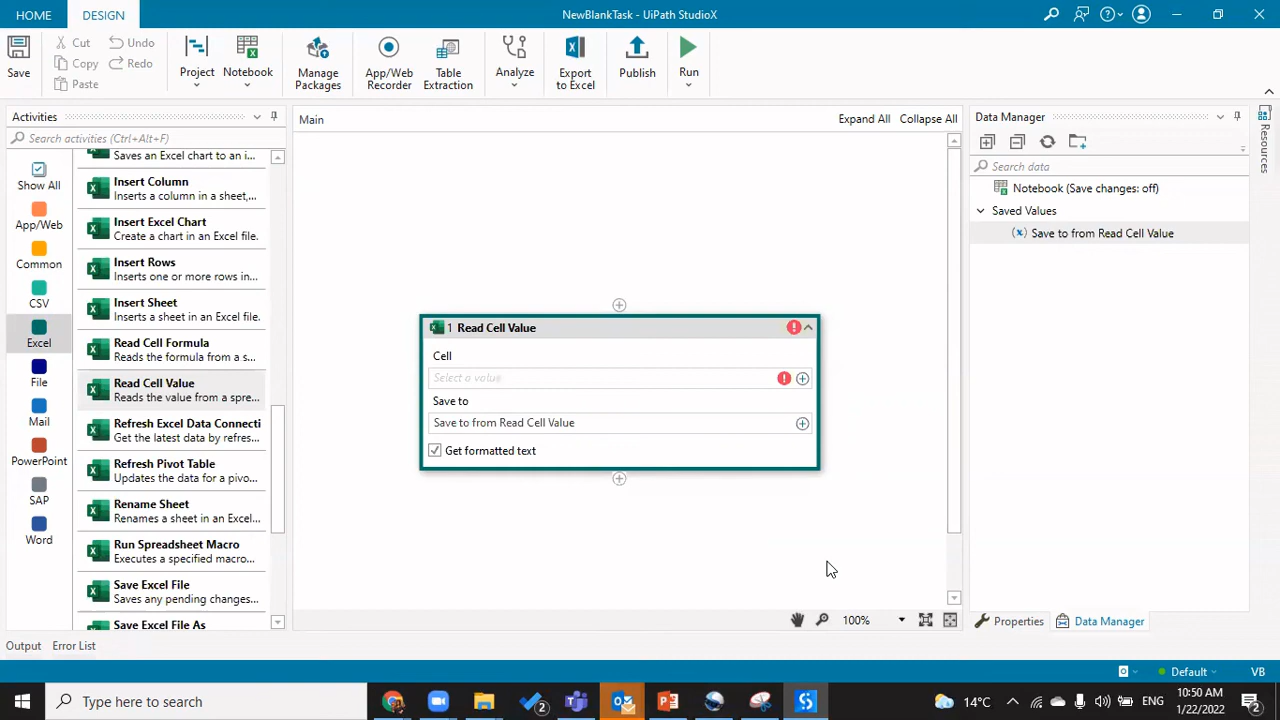 HOME
DESIGN
NewBlankTask - UiPath StudioX
Save
Cut
Copy
Paste
Undo
Redo
Project
Notebook
Manage
Packages
App/Web
Recorder
Table
Extraction
Analyze
Export
to Excel
Publish
Run
Activities
Search activities (Ctrl+Alt+F)
Show All
App/Web
Common
CSV
Excel
File
Mail
PowerPoint
SAP
Word
Saves an Excel chart to an i...
Insert Column
Inserts a column in a sheet,...
Insert Excel Chart
Create a chart in an Excel file.
Insert Rows
Inserts one or more rows in...
Insert Sheet
Inserts a sheet in an Excel file.
Read Cell Formula
Reads the formula from a s...
Read Cell Value
Reads the value from a spre...
Refresh Excel Data Connecti
Get the latest data by refres...
Refresh Pivot Table
Updates the data for a pivo...
Rename Sheet
Renames a sheet in an Excel...
Run Spreadsheet Macro
Executes a specified macro...
Save Excel File
Saves any pending changes...
Save Excel File As
Main
Expand All
Collapse All
1 Read Cell Value
Cell
Select a value
Save to
Save to from Read Cell Value
Get formatted text
100%
Data Manager
Search data
Notebook (Save changes: off)
Saved Values
(x) Save to from Read Cell Value
Resources
Properties
Data Manager
Output
Error List
Default
VB
Type here to search
2
14°C
ENG
10:50 AM
1/22/2022
2